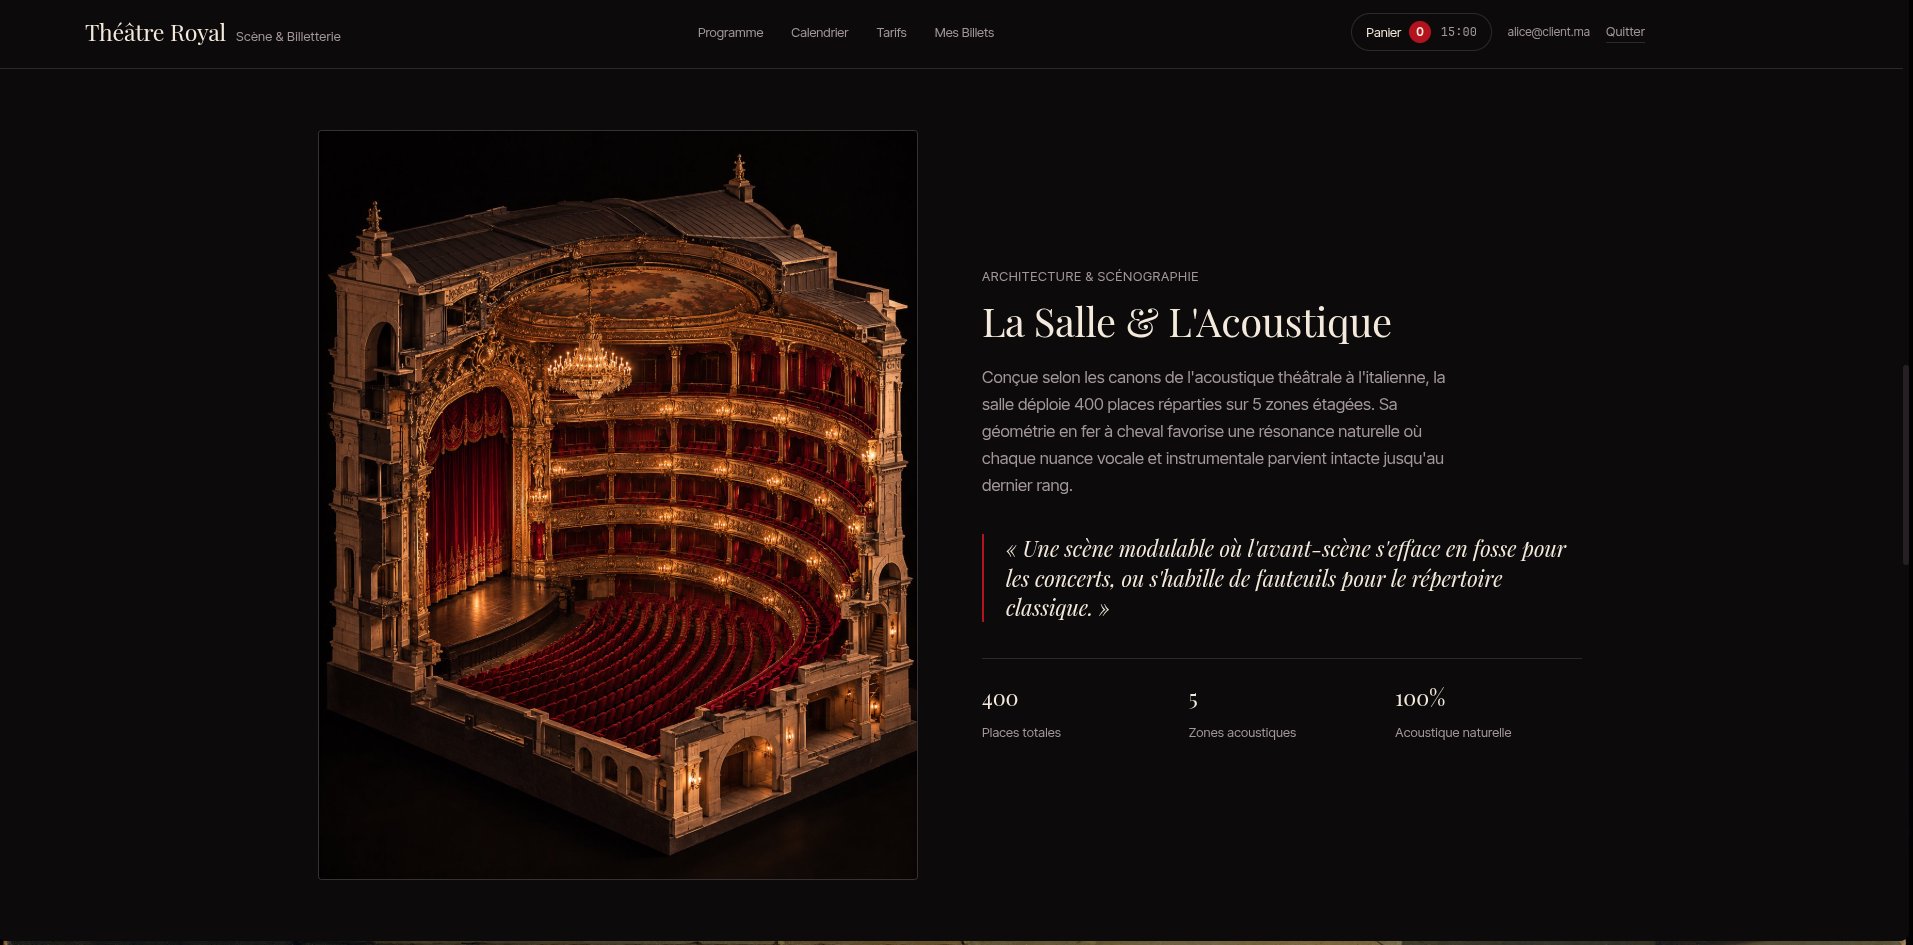 Théâtre Royal Scène & Billetterie
Programme Calendrier Tarifs Mes Billets
Panier 0 15:00 alice@client.ma Quitter
ARCHITECTURE & SCÉNOGRAPHIE
La Salle & L'Acoustique
Conçue selon les canons de l'acoustique théâtrale à l'italienne, la
salle déploie 400 places réparties sur 5 zones étagées. Sa
géométrie en fer à cheval favorise une résonance naturelle où
chaque nuance vocale et instrumentale parvient intacte jusqu'au
dernier rang.
« Une scène modulable où l'avant-scène s'efface en fosse pour
les concerts, ou s'habille de fauteuils pour le répertoire
classique. »
400 5 100%
Places totales Zones acoustiques Acoustique naturelle